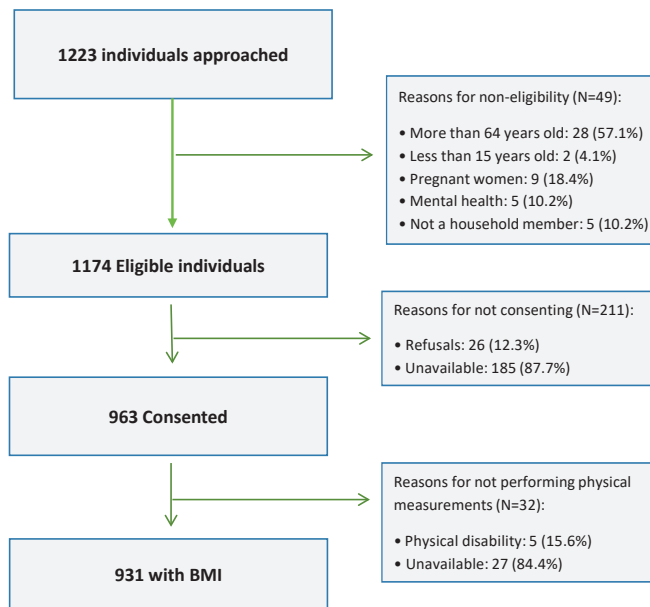 1223 individuals approached
Reasons for non-eligibility (N=49):
• More than 64 years old: 28 (57.1%)
• Less than 15 years old: 2 (4.1%)
• Pregnant women: 9 (18.4%)
• Mental health: 5 (10.2%)
• Not a household member: 5 (10.2%)
1174 Eligible individuals
Reasons for not consenting (N=211):
• Refusals: 26 (12.3%)
• Unavailable: 185 (87.7%)
963 Consented
Reasons for not performing physical
measurements (N=32):
• Physical disability: 5 (15.6%)
• Unavailable: 27 (84.4%)
931 with BMI